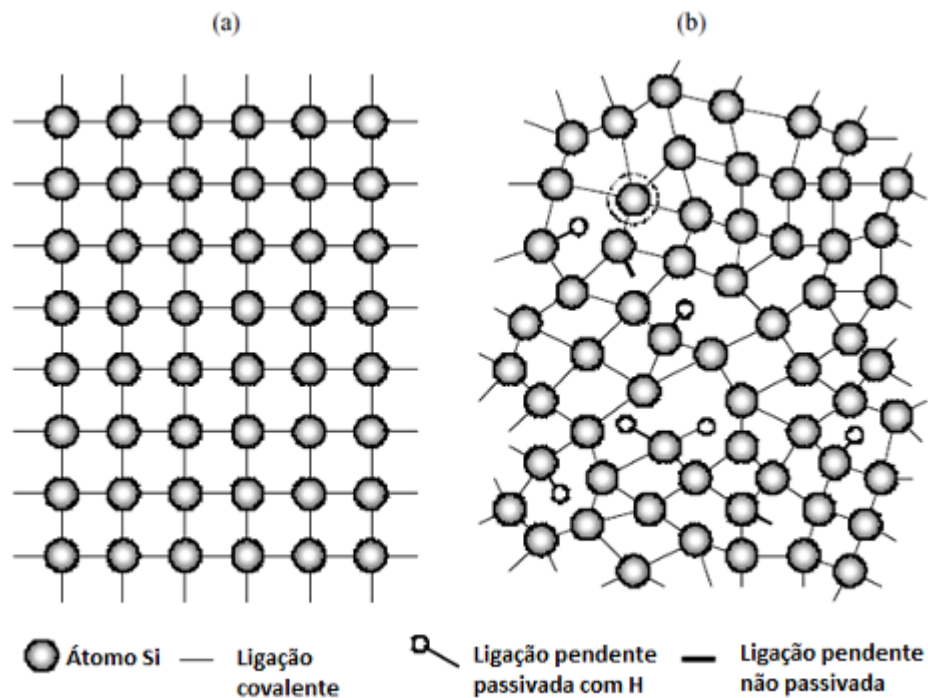 (a)
(b)
Átomo Si
Ligação
covalente
Ligação pendente
passivada com H
Ligação pendente
não passivada